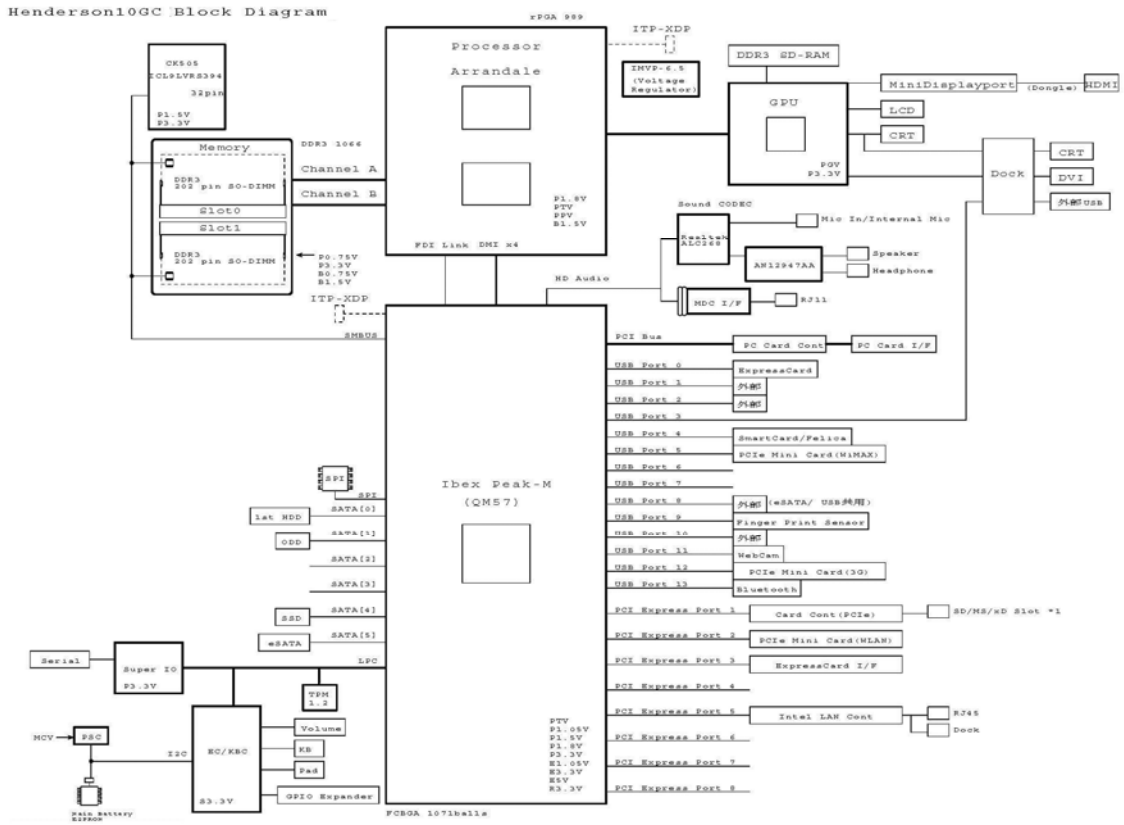 Henderson10GC Block Diagram
rPGA 989
CK505
ICL9LVRS394
32pin
P1.5V
P3.3V
Processor
Arrandale
ITP-XDP
IMVP-6.5
(Voltage
Regulator)
DDR3 SD-RAM
GPU
PGV
P3.3V
MiniDisplayport
(Dongle)
HDMI
LCD
CRT
Dock
CRT
DVI
外部USB
Memory
DDR3 1066
DDR3
202 pin SO-DIMM
Slot0
Slot1
DDR3
202 pin SO-DIMM
Channel A
Channel B
P0.75V
P3.3V
B0.75V
B1.5V
P1.8V
PTV
PPV
B1.5V
FDI Link
DMI x4
Sound CODEC
Realtek
ALC268
Mic In/Internal Mic
AN12947AA
Speaker
Headphone
HD Audio
MDC I/F
RJ11
ITP-XDP
SMBUS
PCI Bus
PC Card Cont
PC Card I/F
USB Port 0
ExpressCard
USB Port 1
外部
USB Port 2
外部
USB Port 3
USB Port 4
SmartCard/Felica
USB Port 5
PCIe Mini Card(WiMAX)
USB Port 6
USB Port 7
USB Port 8
外部
(eSATA/ USB共用)
USB Port 9
Finger Print Sensor
USB Port 10
外部
USB Port 11
WebCam
USB Port 12
PCIe Mini Card(3G)
USB Port 13
Bluetooth
Ibex Peak-M
(QM57)
SPI
SPI
SATA[0]
1st HDD
SATA[1]
ODD
SATA[2]
SATA[3]
SATA[4]
SSD
SATA[5]
eSATA
LPC
PCI Express Port 1
Card Cont(PCIe)
SD/MS/xD Slot *1
PCI Express Port 2
PCIe Mini Card(WLAN)
PCI Express Port 3
ExpressCard I/F
PCI Express Port 4
PCI Express Port 5
Intel LAN Cont
RJ45
Dock
PCI Express Port 6
PCI Express Port 7
PCI Express Port 8
Serial
Super IO
P3.3V
TPM
1.2
MCV
PSC
I2C
EC/KBC
S3.3V
Volume
KB
Pad
GPIO Expander
Main Battery
EEPROM
PTV
P1.05V
P1.5V
P1.8V
P3.3V
E1.05V
E3.3V
E5V
R3.3V
FCBGA 1071balls